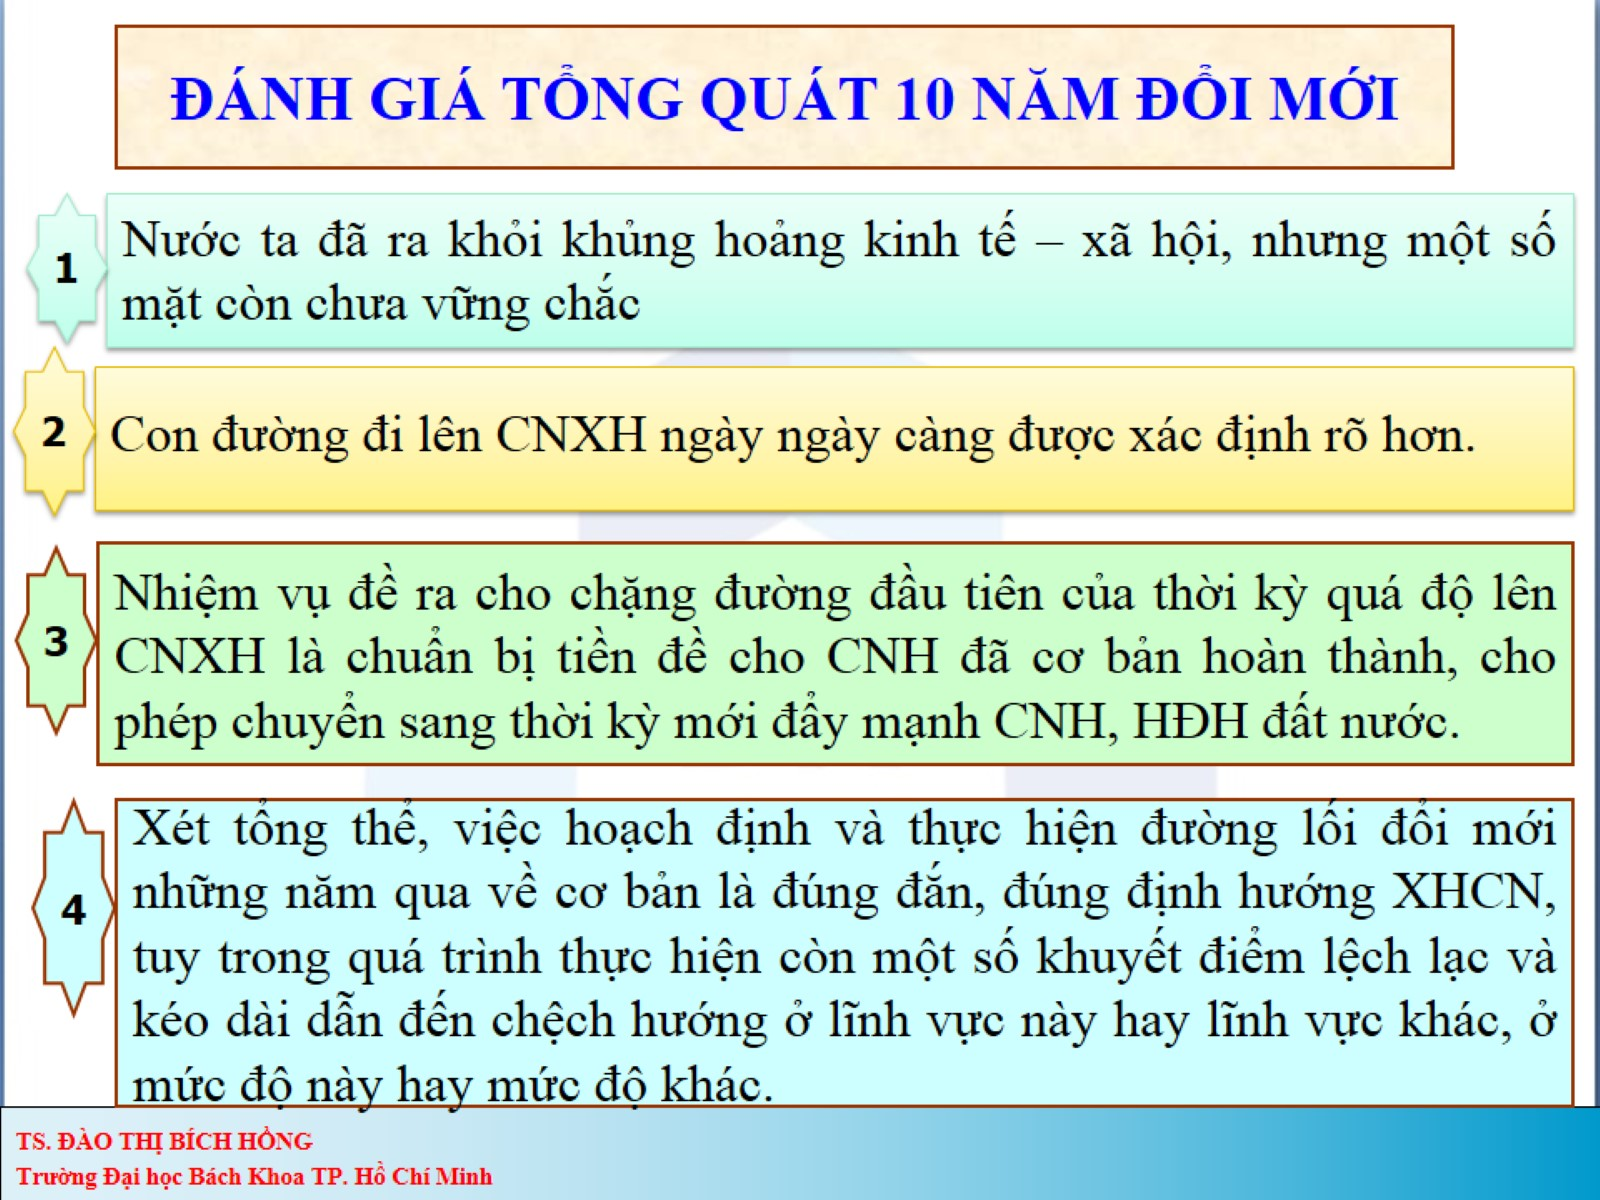 ĐÁNH GIÁ TỔNG QUÁT 10 NĂM ĐỔI MỚI
1
Nước ta đã ra khỏi khủng hoảng kinh tế – xã hội, nhưng một số
mặt còn chưa vững chắc
2
Con đường đi lên CNXH ngày ngày càng được xác định rõ hơn.
3
Nhiệm vụ đề ra cho chặng đường đầu tiên của thời kỳ quá độ lên
CNXH là chuẩn bị tiền đề cho CNH đã cơ bản hoàn thành, cho
phép chuyển sang thời kỳ mới đẩy mạnh CNH, HĐH đất nước.
4
Xét tổng thể, việc hoạch định và thực hiện đường lối đổi mới
những năm qua về cơ bản là đúng đắn, đúng định hướng XHCN,
tuy trong quá trình thực hiện còn một số khuyết điểm lệch lạc và
kéo dài dẫn đến chệch hướng ở lĩnh vực này hay lĩnh vực khác, ở
mức độ này hay mức độ khác.
TS. ĐÀO THỊ BÍCH HỒNG
Trường Đại học Bách Khoa TP. Hồ Chí Minh